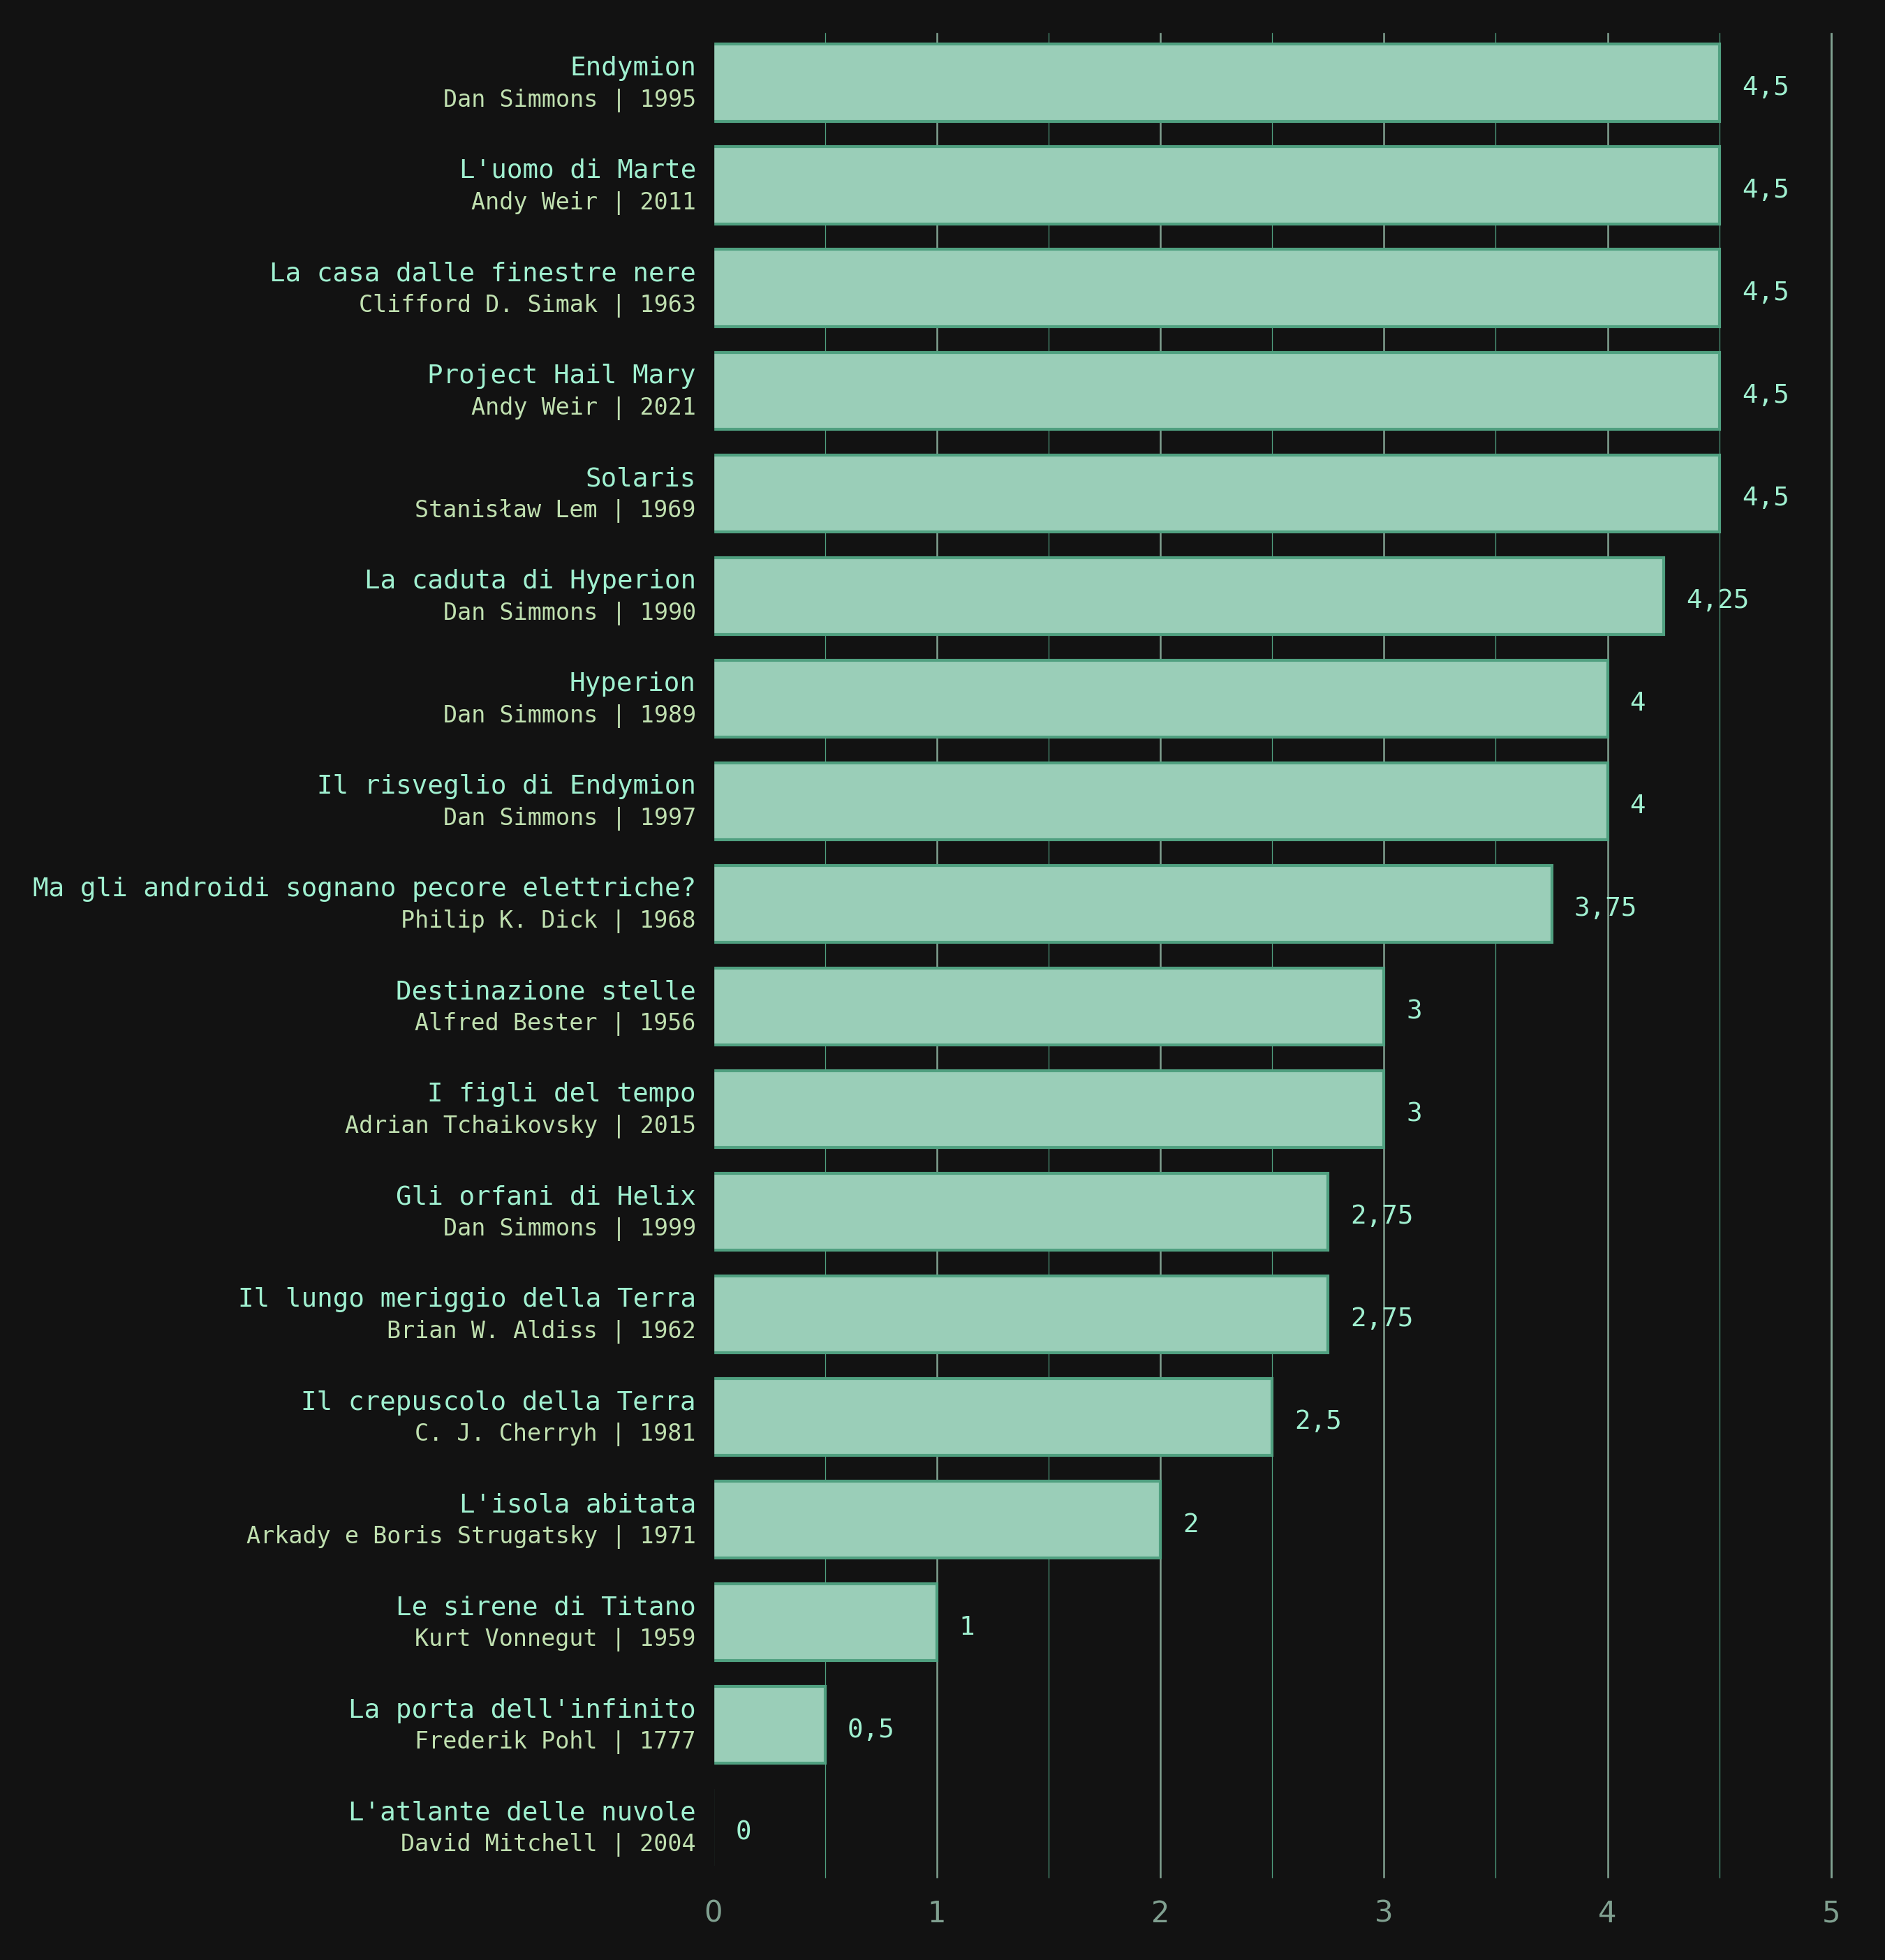 Endymion
Dan Simmons | 1995
4,5
L'uomo di Marte
Andy Weir | 2011
4,5
La casa dalle finestre nere
Clifford D. Simak | 1963
4,5
Project Hail Mary
Andy Weir | 2021
4,5
Solaris
Stanisław Lem | 1969
4,5
La caduta di Hyperion
Dan Simmons | 1990
4,25
Hyperion
Dan Simmons | 1989
4
Il risveglio di Endymion
Dan Simmons | 1997
4
Ma gli androidi sognano pecore elettriche?
Philip K. Dick | 1968
3,75
Destinazione stelle
Alfred Bester | 1956
3
I figli del tempo
Adrian Tchaikovsky | 2015
3
Gli orfani di Helix
Dan Simmons | 1999
2,75
Il lungo meriggio della Terra
Brian W. Aldiss | 1962
2,75
Il crepuscolo della Terra
C. J. Cherryh | 1981
2,5
L'isola abitata
Arkady e Boris Strugatsky | 1971
2
Le sirene di Titano
Kurt Vonnegut | 1959
1
La porta dell'infinito
Frederik Pohl | 1777
0,5
L'atlante delle nuvole
David Mitchell | 2004
0
0 1 2 3 4 5